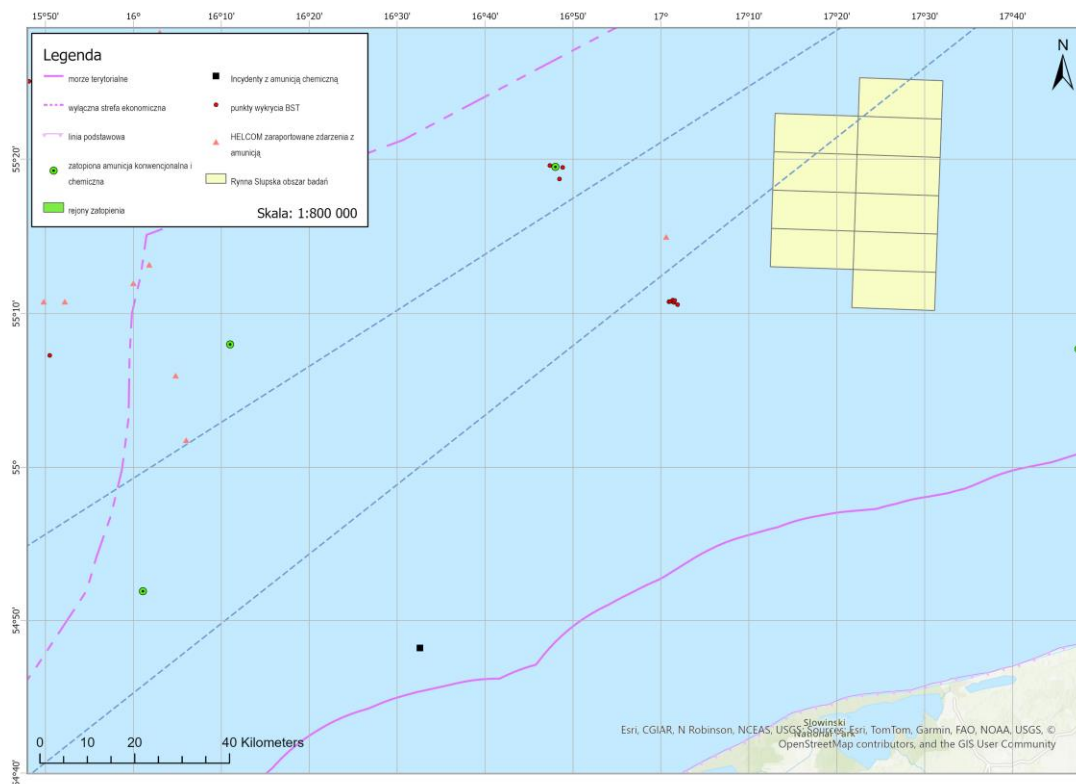 15°50' 16° 16°10' 16°20' 16°30' 16°40' 16°50' 17° 17°10' 17°20' 17°30' 17°40'
Legenda
morze terytorialne
wyłączna strefa ekonomiczna
linia podstawowa
zatopiona amunicja konwencjonalna i
chemiczna
rejony zatopienia
Incydenty z amunicją chemiczną
punkty wykrycia BST
HELCOM zaraportowane zdarzenia z
amunicją
Rynna Słupska obszar badań
Skala: 1:800 000
N
55°20'
55°10'
55°
54°50'
54°40'
0 10 20 40 Kilometers
Slowinski
National Park
Esri, CGIAR, N Robinson, NCEAS, USGS, Sources: Esri, TomTom, Garmin, FAO, NOAA, USGS, ©
OpenStreetMap contributors, and the GIS User Community